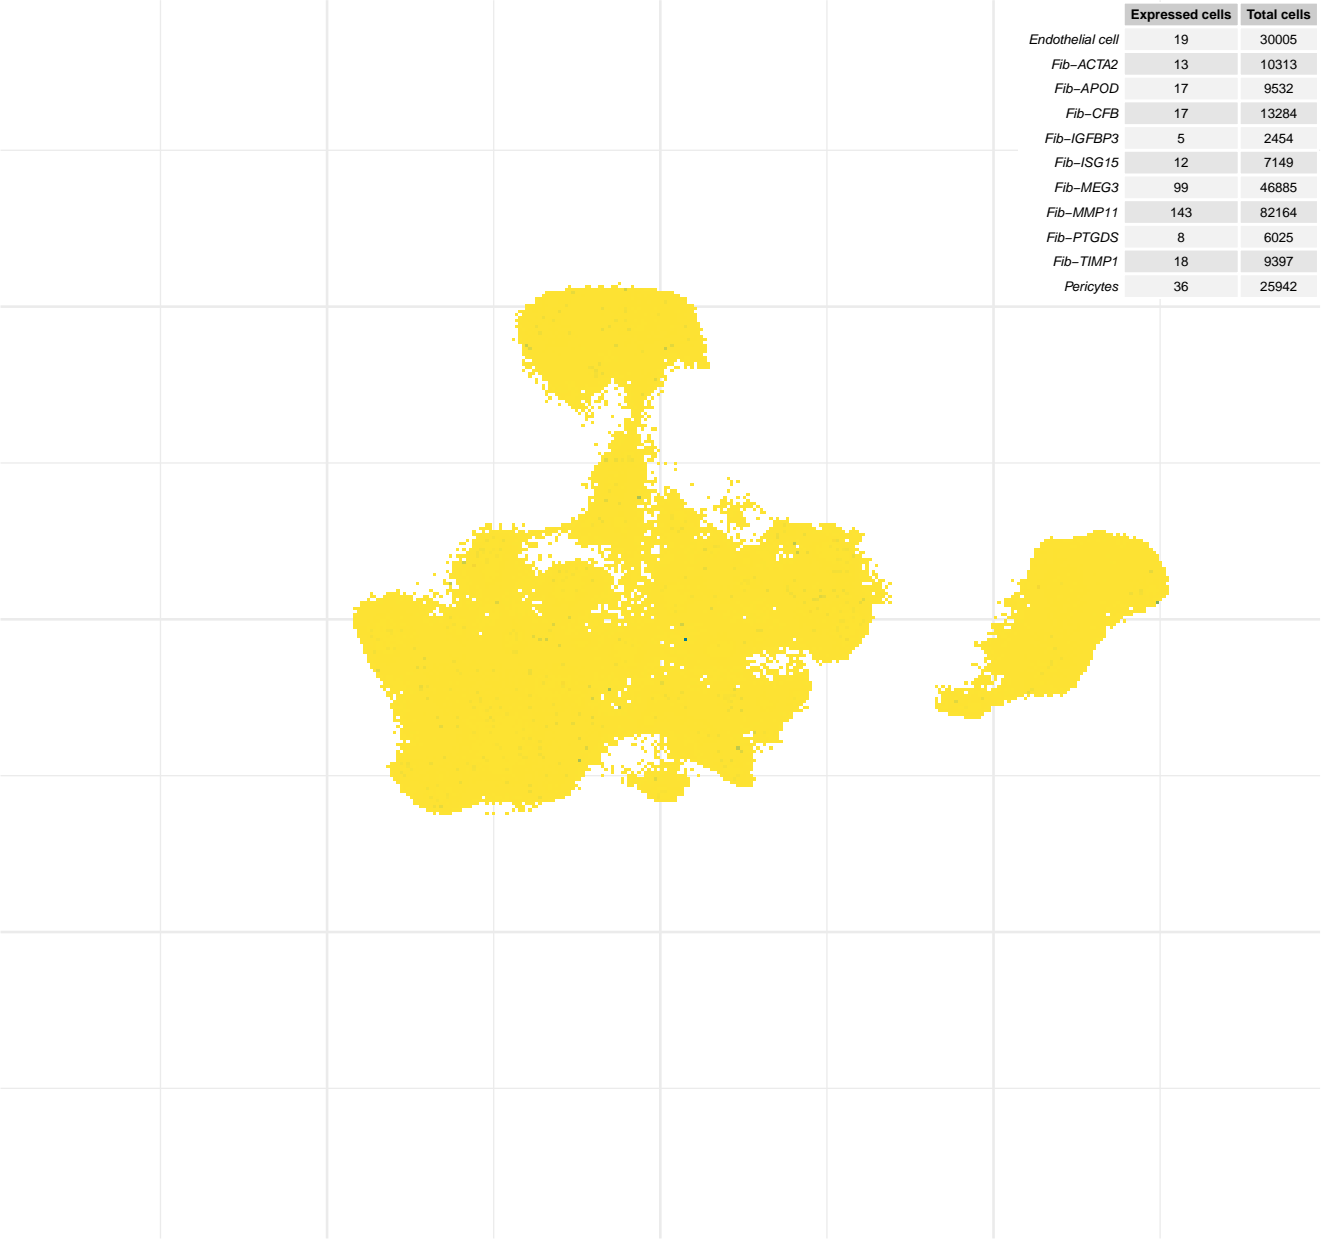 Expressed cells Total cells
Endothelial cell 19 30005
Fib−ACTA2 13 10313
Fib−APOD 17 9532
Fib−CFB 17 13284
Fib−IGFBP3 5 2454
Fib−ISG15 12 7149
Fib−MEG3 99 46885
Fib−MMP11 143 82164
Fib−PTGDS 8 6025
Fib−TIMP1 18 9397
Pericytes 36 25942